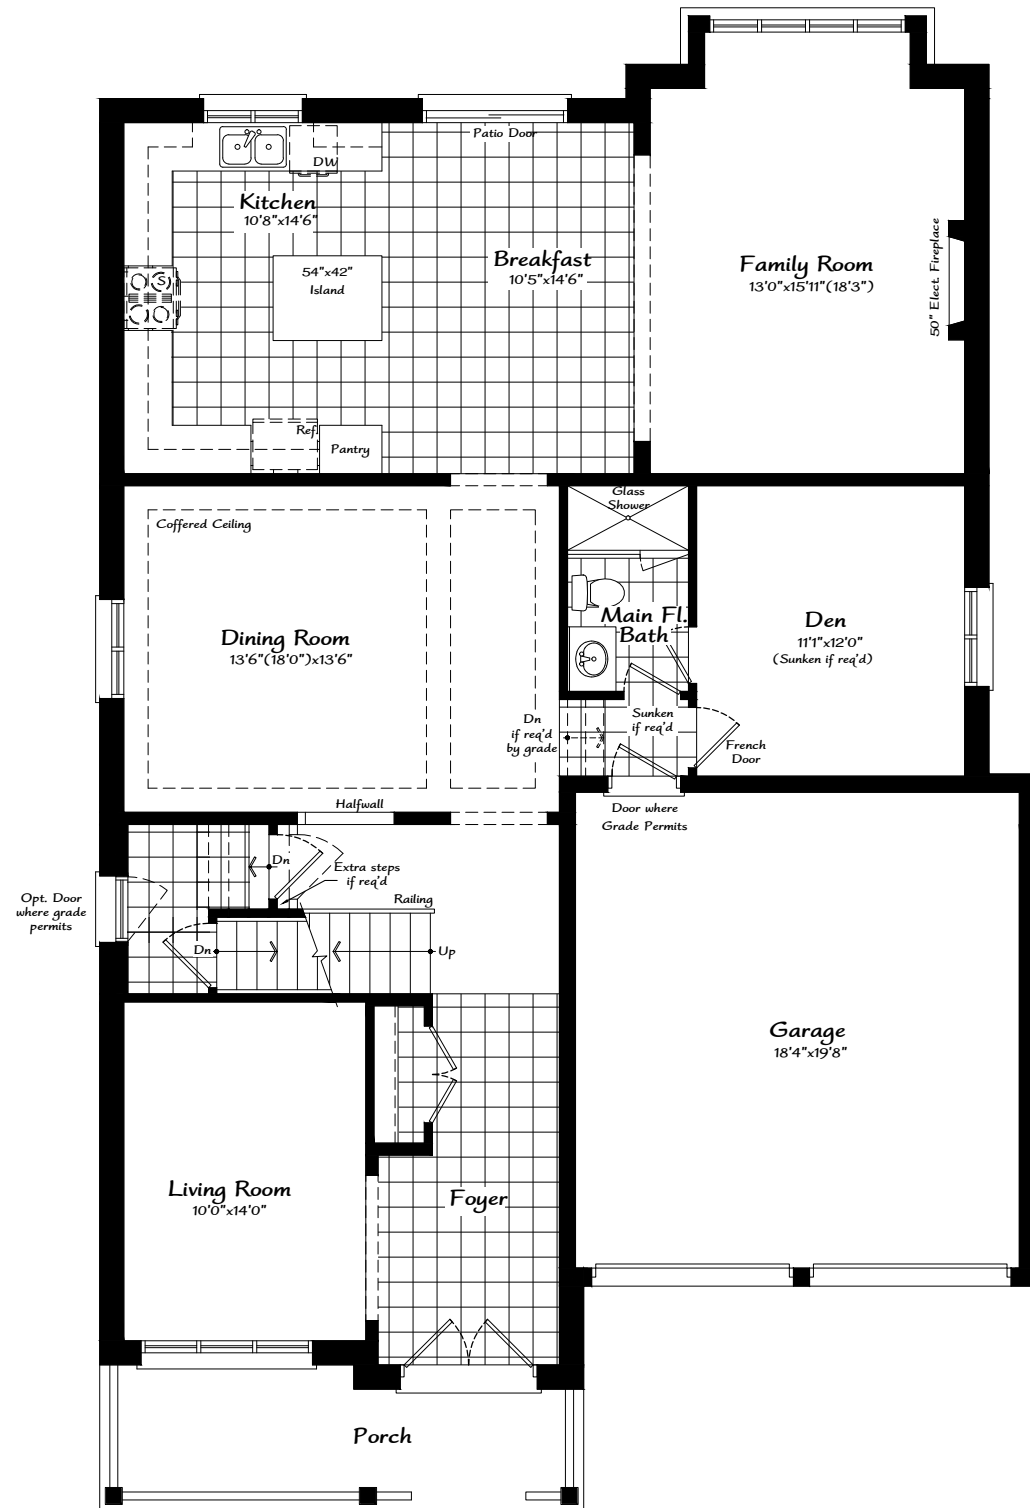 Patio Door
DW
Kitchen
10'8"x14'6"
54"x42"
Island
S
Breakfast
10'5"x14'6"
Family Room
13'0"x15'11"(18'3")
50" Elect. Fireplace
Ref.
Pantry
Coffered Ceiling
Glass
Shower
Dining Room
13'6"(18'0")x13'6"
Main Fl.
Bath
Den
11'1"x12'0"
(Sunken if req'd)
Dn
if req'd
by grade
Sunken
if req'd
French
Door
Halfwall
Door where
Grade Permits
Dn
Extra steps
if req'd
Opt. Door
where grade
permits
Railing
Dn
Up
Garage
18'4"x19'8"
Living Room
10'0"x14'0"
Foyer
Porch